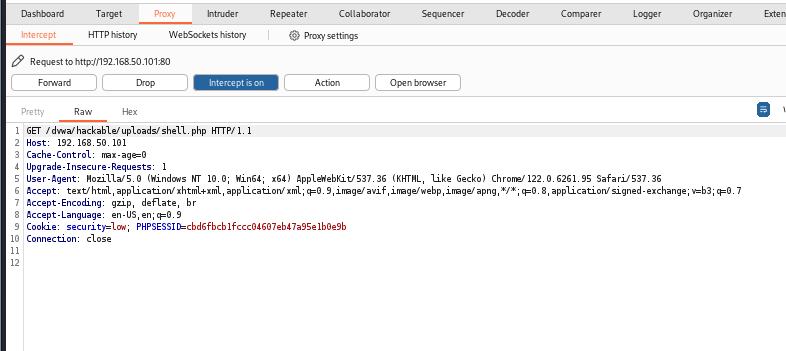 Dashboard Target Proxy Intruder Repeater Collaborator Sequencer Decoder Comparer Logger Organizer Exten
Intercept HTTP history WebSockets history Proxy settings
Request to http://192.168.50.101:80
Forward Drop Intercept is on Action Open browser
Pretty Raw Hex
1 GET /dvwa/hackable/uploads/shell.php HTTP/1.1
2 Host: 192.168.50.101
3 Cache-Control: max-age=0
4 Upgrade-Insecure-Requests: 1
5 User-Agent: Mozilla/5.0 (Windows NT 10.0; Win64; x64) AppleWebKit/537.36 (KHTML, like Gecko) Chrome/122.0.6261.95 Safari/537.36
6 Accept: text/html,application/xhtml+xml,application/xml;q=0.9,image/avif,image/webp,image/apng,*/*;q=0.8,application/signed-exchange;v=b3;q=0.7
7 Accept-Encoding: gzip, deflate, br
8 Accept-Language: en-US,en;q=0.9
9 Cookie: security=low; PHPSESSID=cbd6fbcb1fccc04607eb47a95e1b0e9b
10 Connection: close
11
12